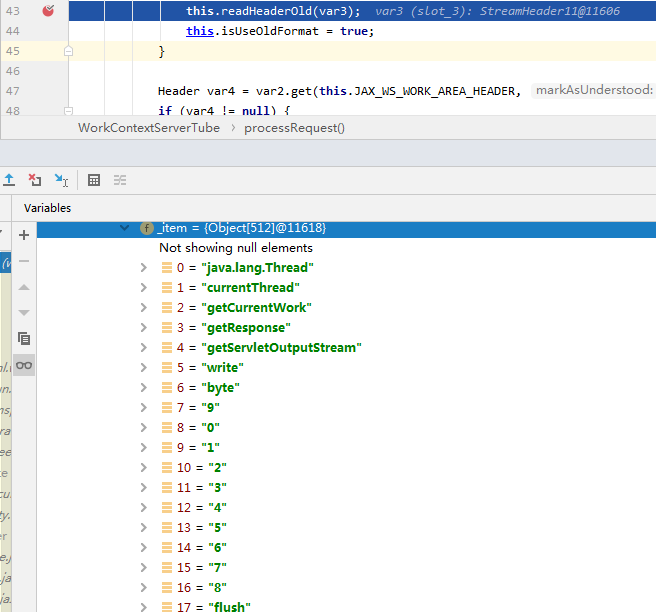 43 this.readHeaderOld(var3); var3 (slot_3): StreamHeader11@11606
44 this.isUseOldFormat = true;
45 }
46
47 Header var4 = var2.get(this.JAX_WS_WORK_AREA_HEADER, markAsUnderstood:
48 if (var4 != null) {
WorkContextServerTube › processRequest()
Variables
f _item = {Object[512]@11618}
Not showing null elements
0 = "java.lang.Thread"
1 = "currentThread"
2 = "getCurrentWork"
3 = "getResponse"
4 = "getServletOutputStream"
5 = "write"
6 = "byte"
7 = "9"
8 = "0"
9 = "1"
10 = "2"
11 = "3"
12 = "4"
13 = "5"
14 = "6"
15 = "7"
16 = "8"
17 = "flush"